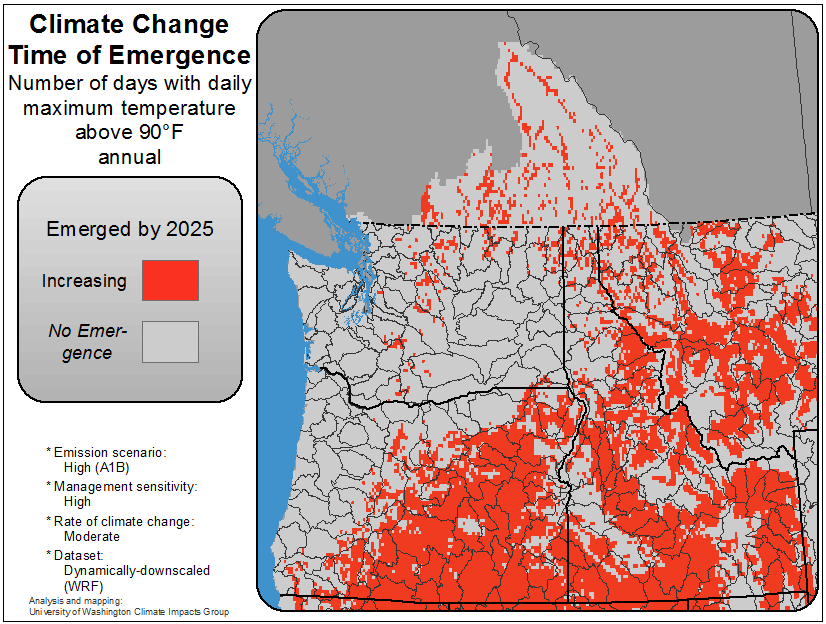 Climate Change
Time of Emergence
Number of days with daily
maximum temperature
above 90°F
annual
Emerged by 2025
Increasing
No Emer-
gence
* Emission scenario:
High (A1B)
* Management sensitivity:
High
* Rate of climate change:
Moderate
* Dataset:
Dynamically-downscaled
(WRF)
Analysis and mapping:
University of Washington Climate Impacts Group